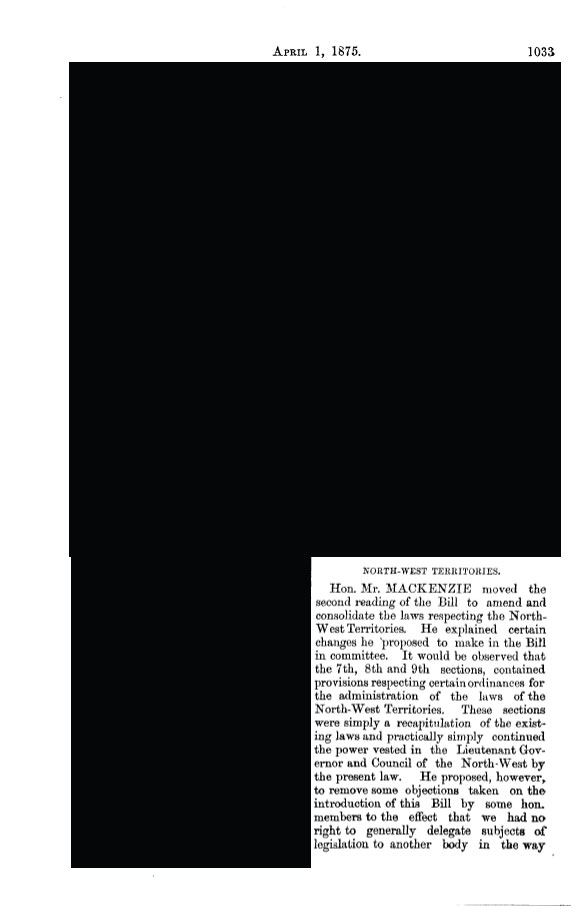 APRIL 1, 1875. 1033
NORTH-WEST TERRITORIES.
Hon. Mr. MACKENZIE moved the
second reading of the Bill to amend and
consolidate the laws respecting the North-
West Territories. He explained certain
changes he proposed to make in the Bill
in committee. It would be observed that
the 7th, 8th and 9th sections, contained
provisions respecting certain ordinances for
the administration of the laws of the
North-West Territories. These sections
were simply a recapitulation of the exist-
ing laws and practically simply continued
the power vested in the Lieutenant Gov-
ernor and Council of the North-West by
the present law. He proposed, however,
to remove some objections taken on the
introduction of this Bill by some hon.
members to the effect that we had no
right to generally delegate subjects of
legislation to another body in the way